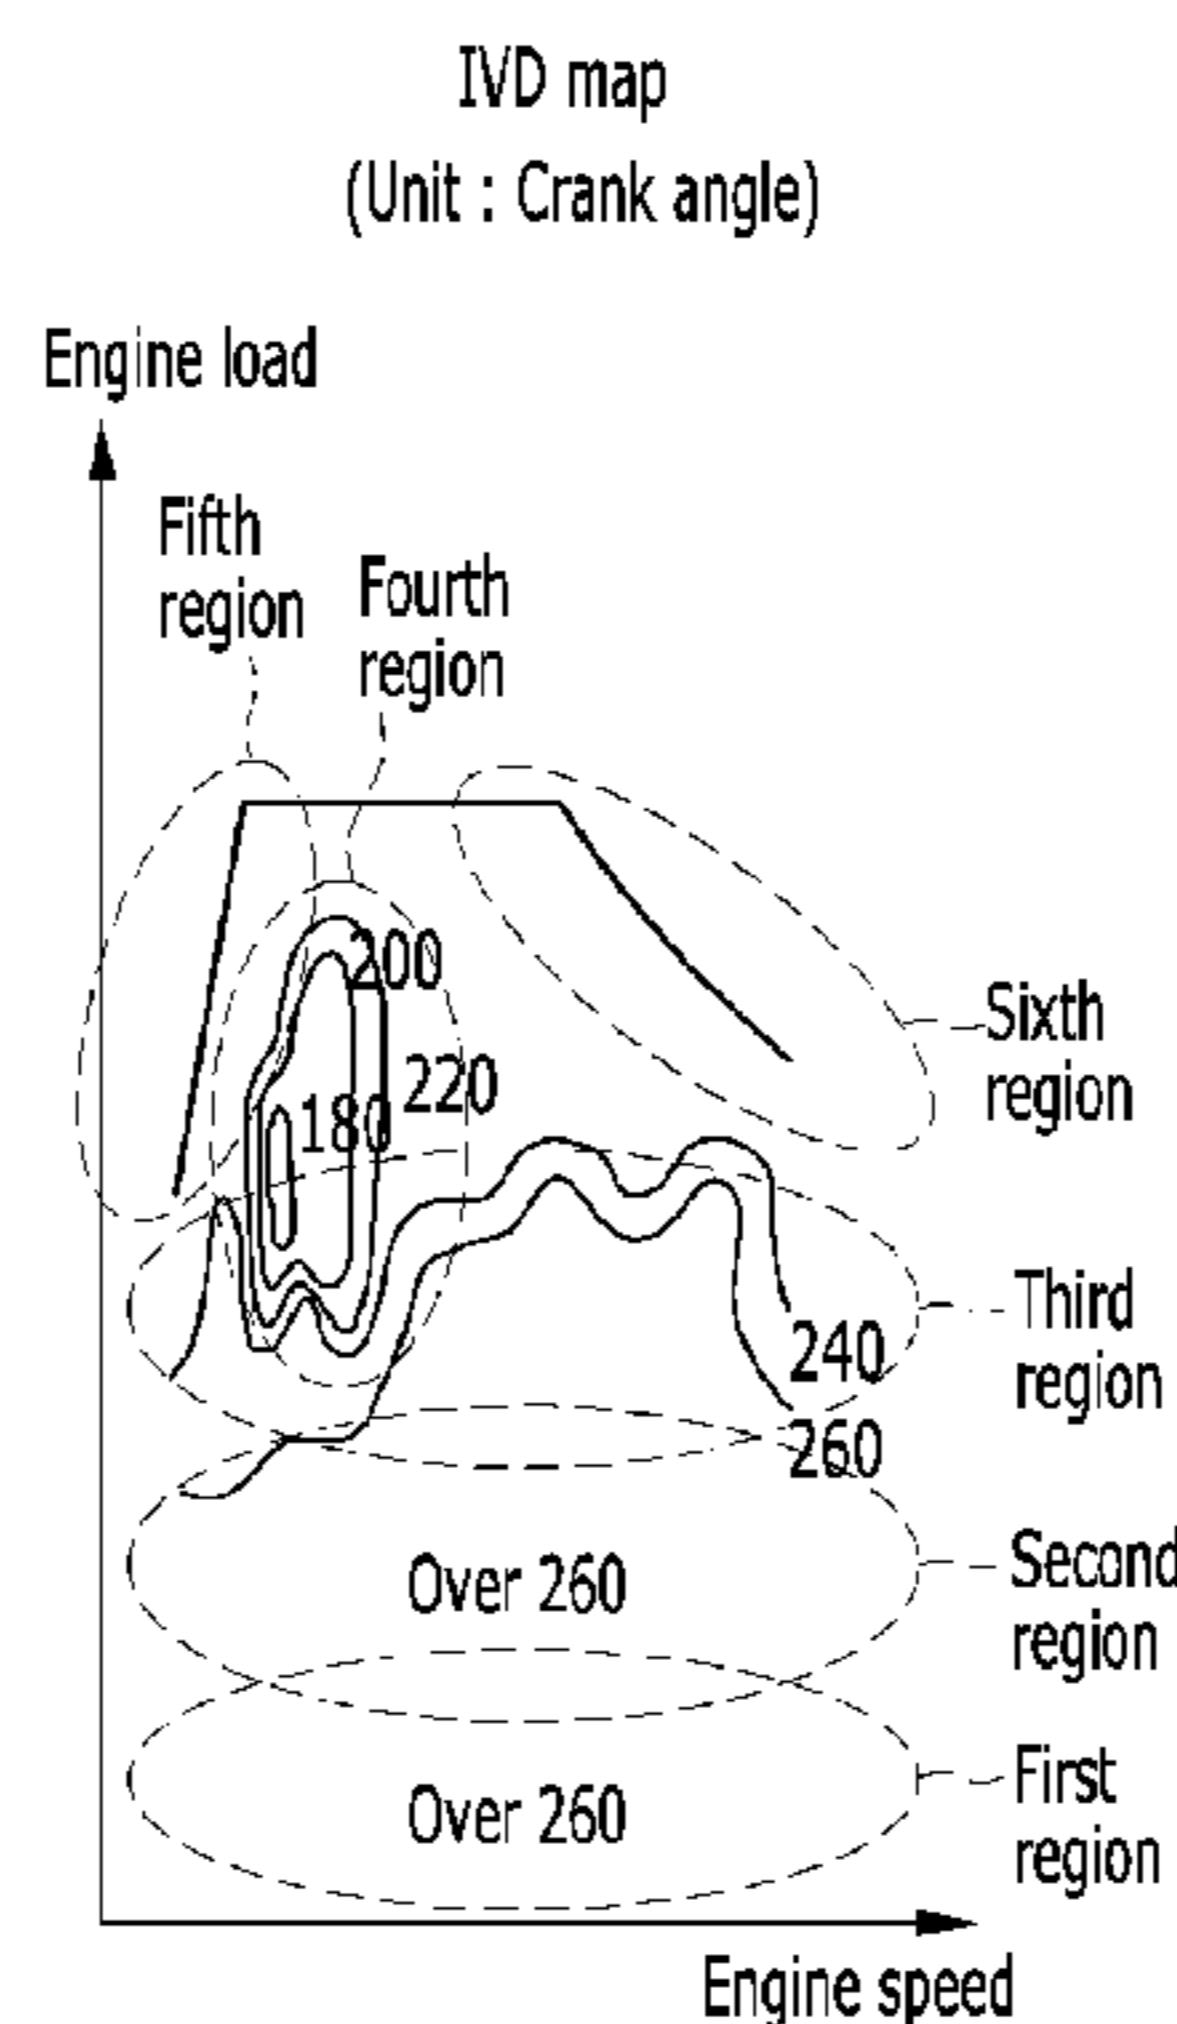 IVD map
(Unit : Crank angle)
Engine load
Fifth
region
Fourth
region
200
220
180
Sixth
region
Third
region
240
260
Second
region
Over 260
First
region
Over 260
Engine speed